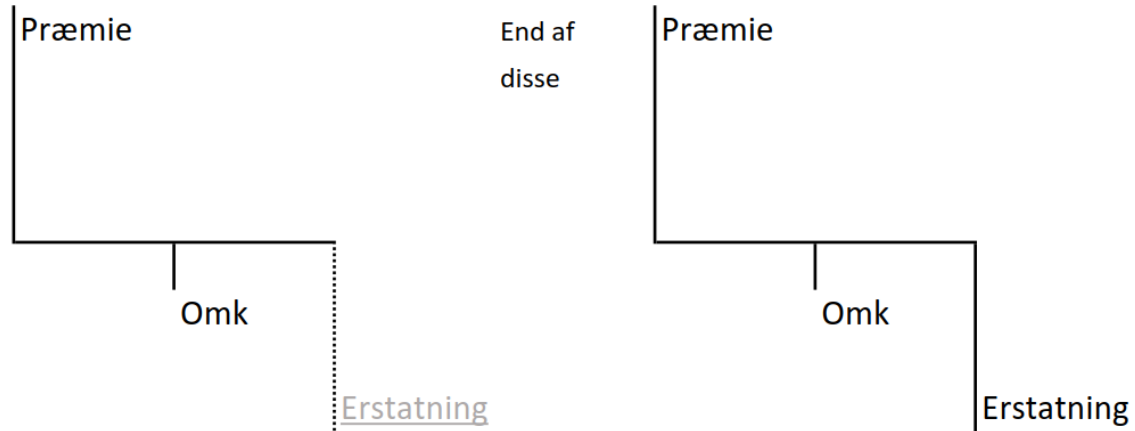 Præmie
Omk
Erstatning
End af
disse
Præmie
Omk
Erstatning